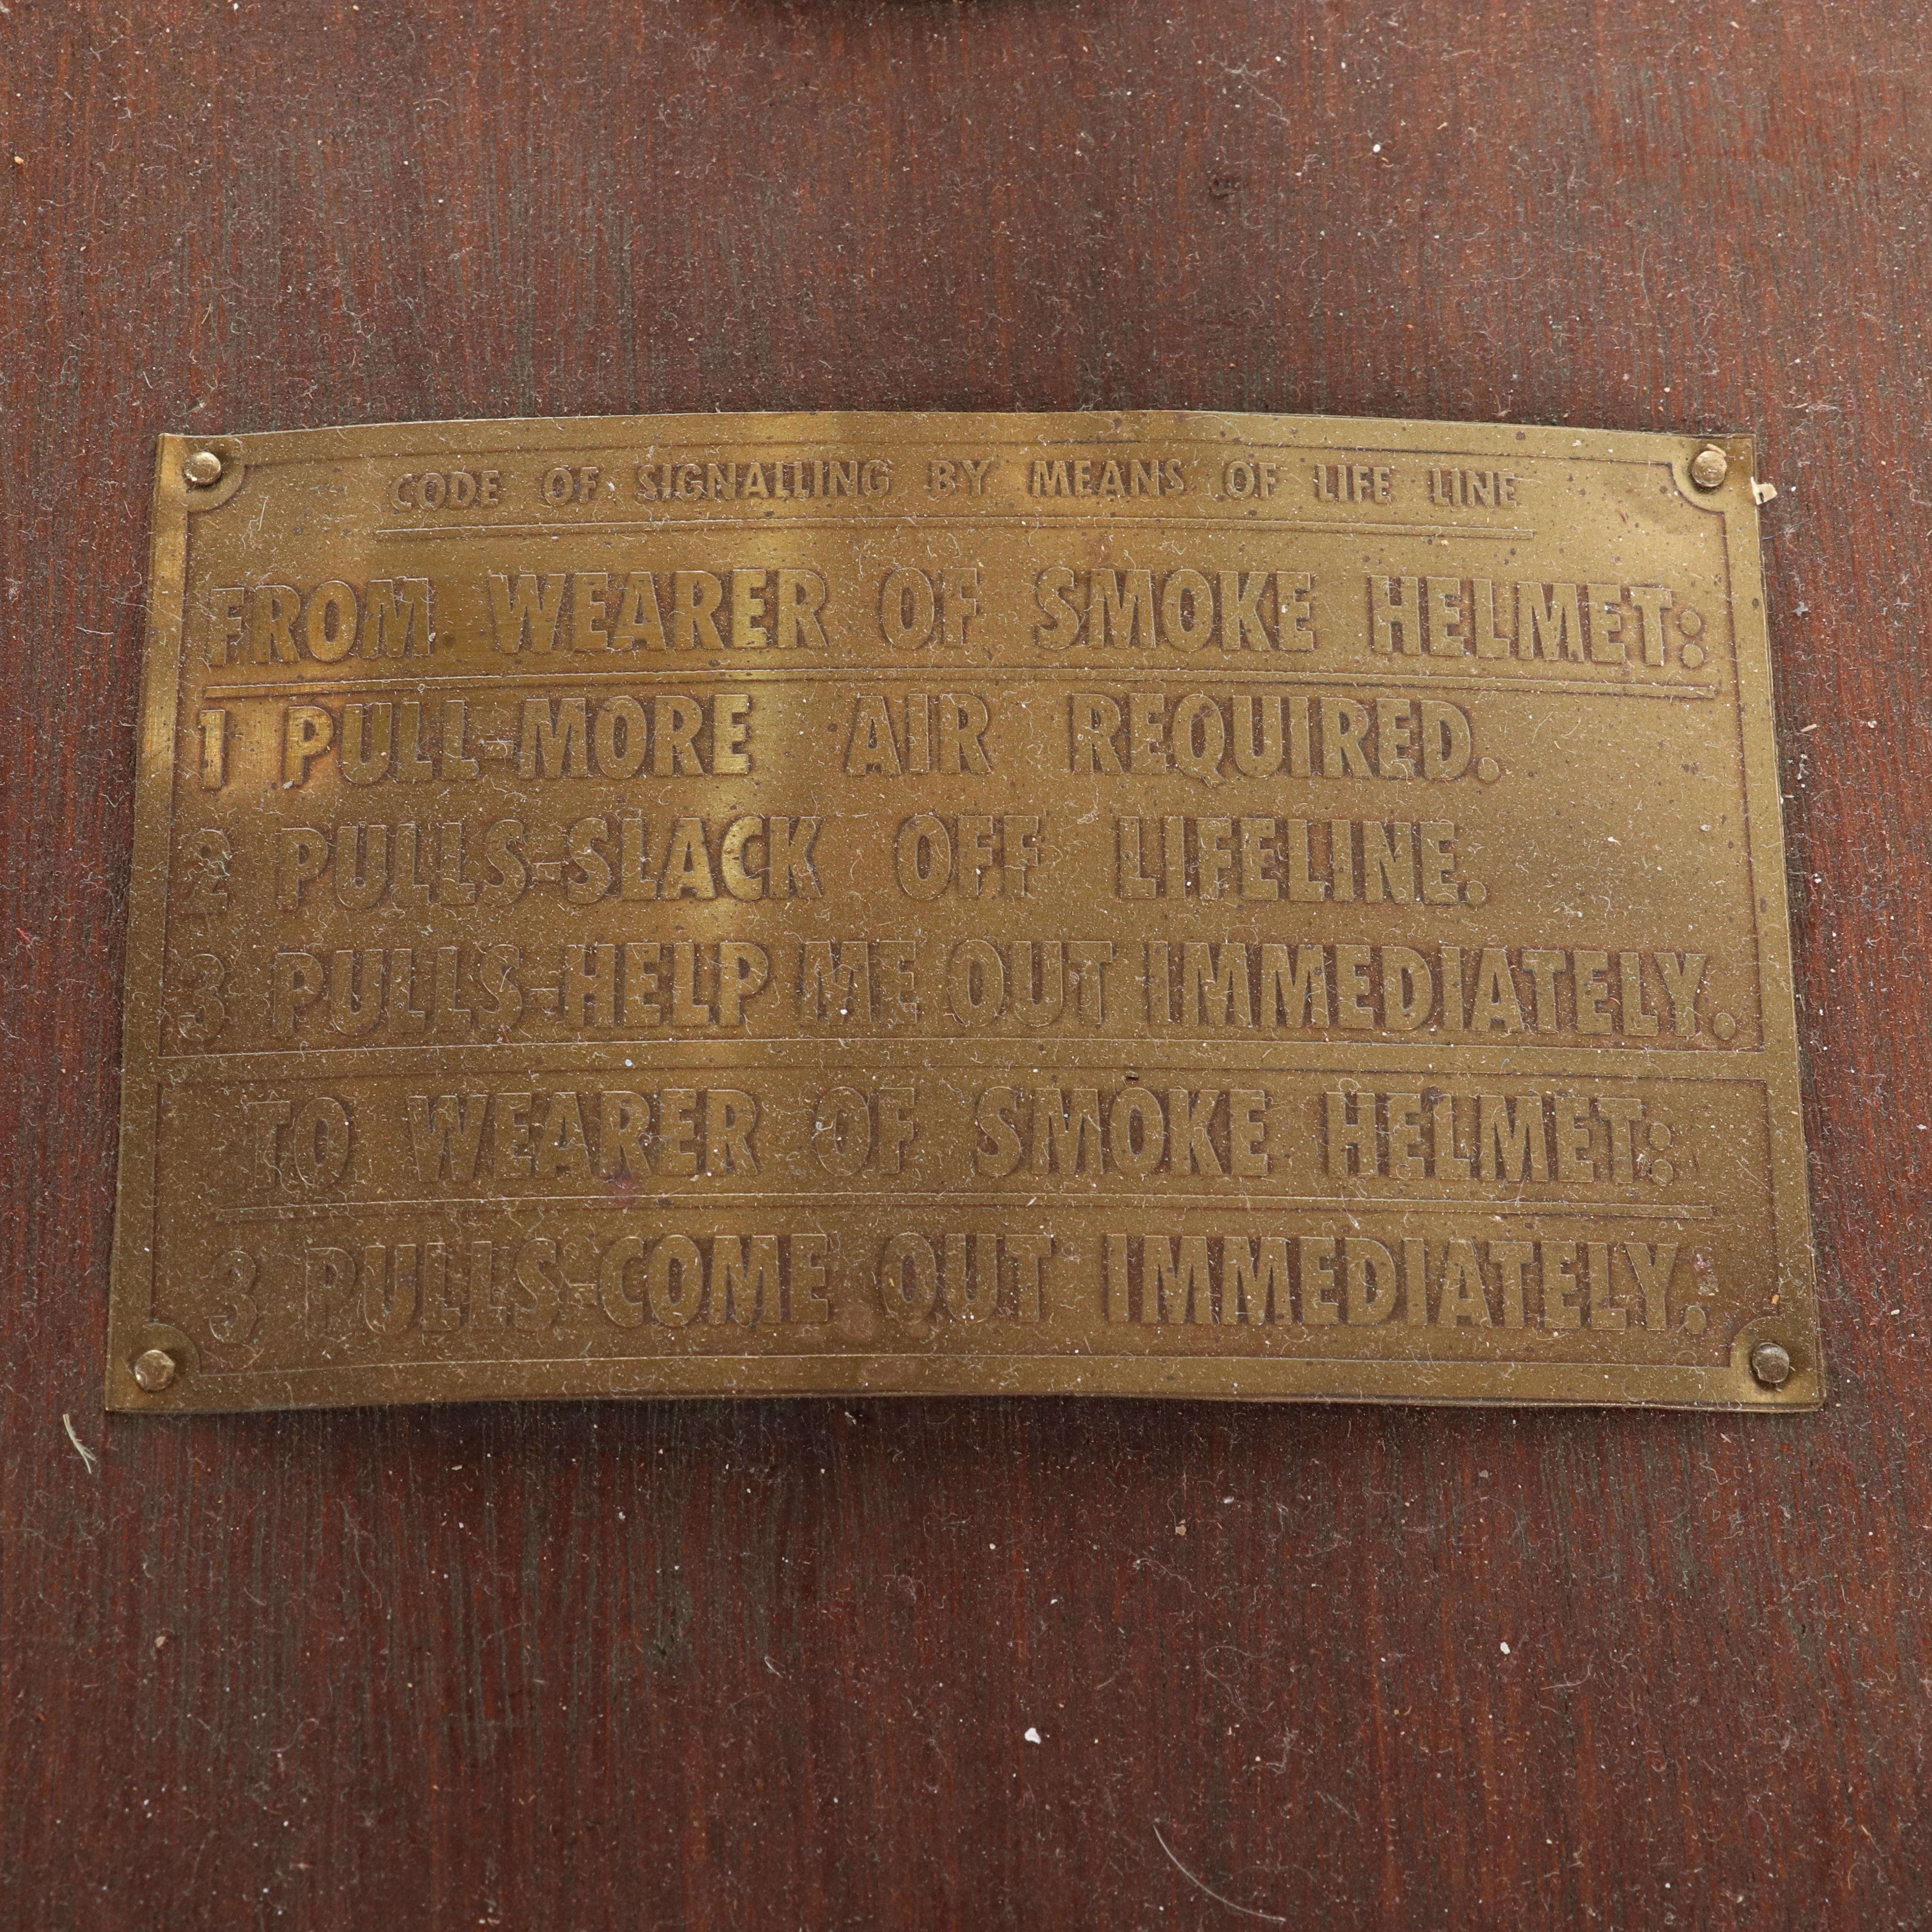 CODE OF SIGNALLING BY MEANS OF LIFE LINE
FROM WEARER OF SMOKE HELMET:
1 PULL-MORE AIR REQUIRED.
2 PULLS-SLACK OFF LIFELINE.
3 PULLS-HELP ME OUT IMMEDIATELY.
TO WEARER OF SMOKE HELMET:
3 PULLS-COME OUT IMMEDIATELY.